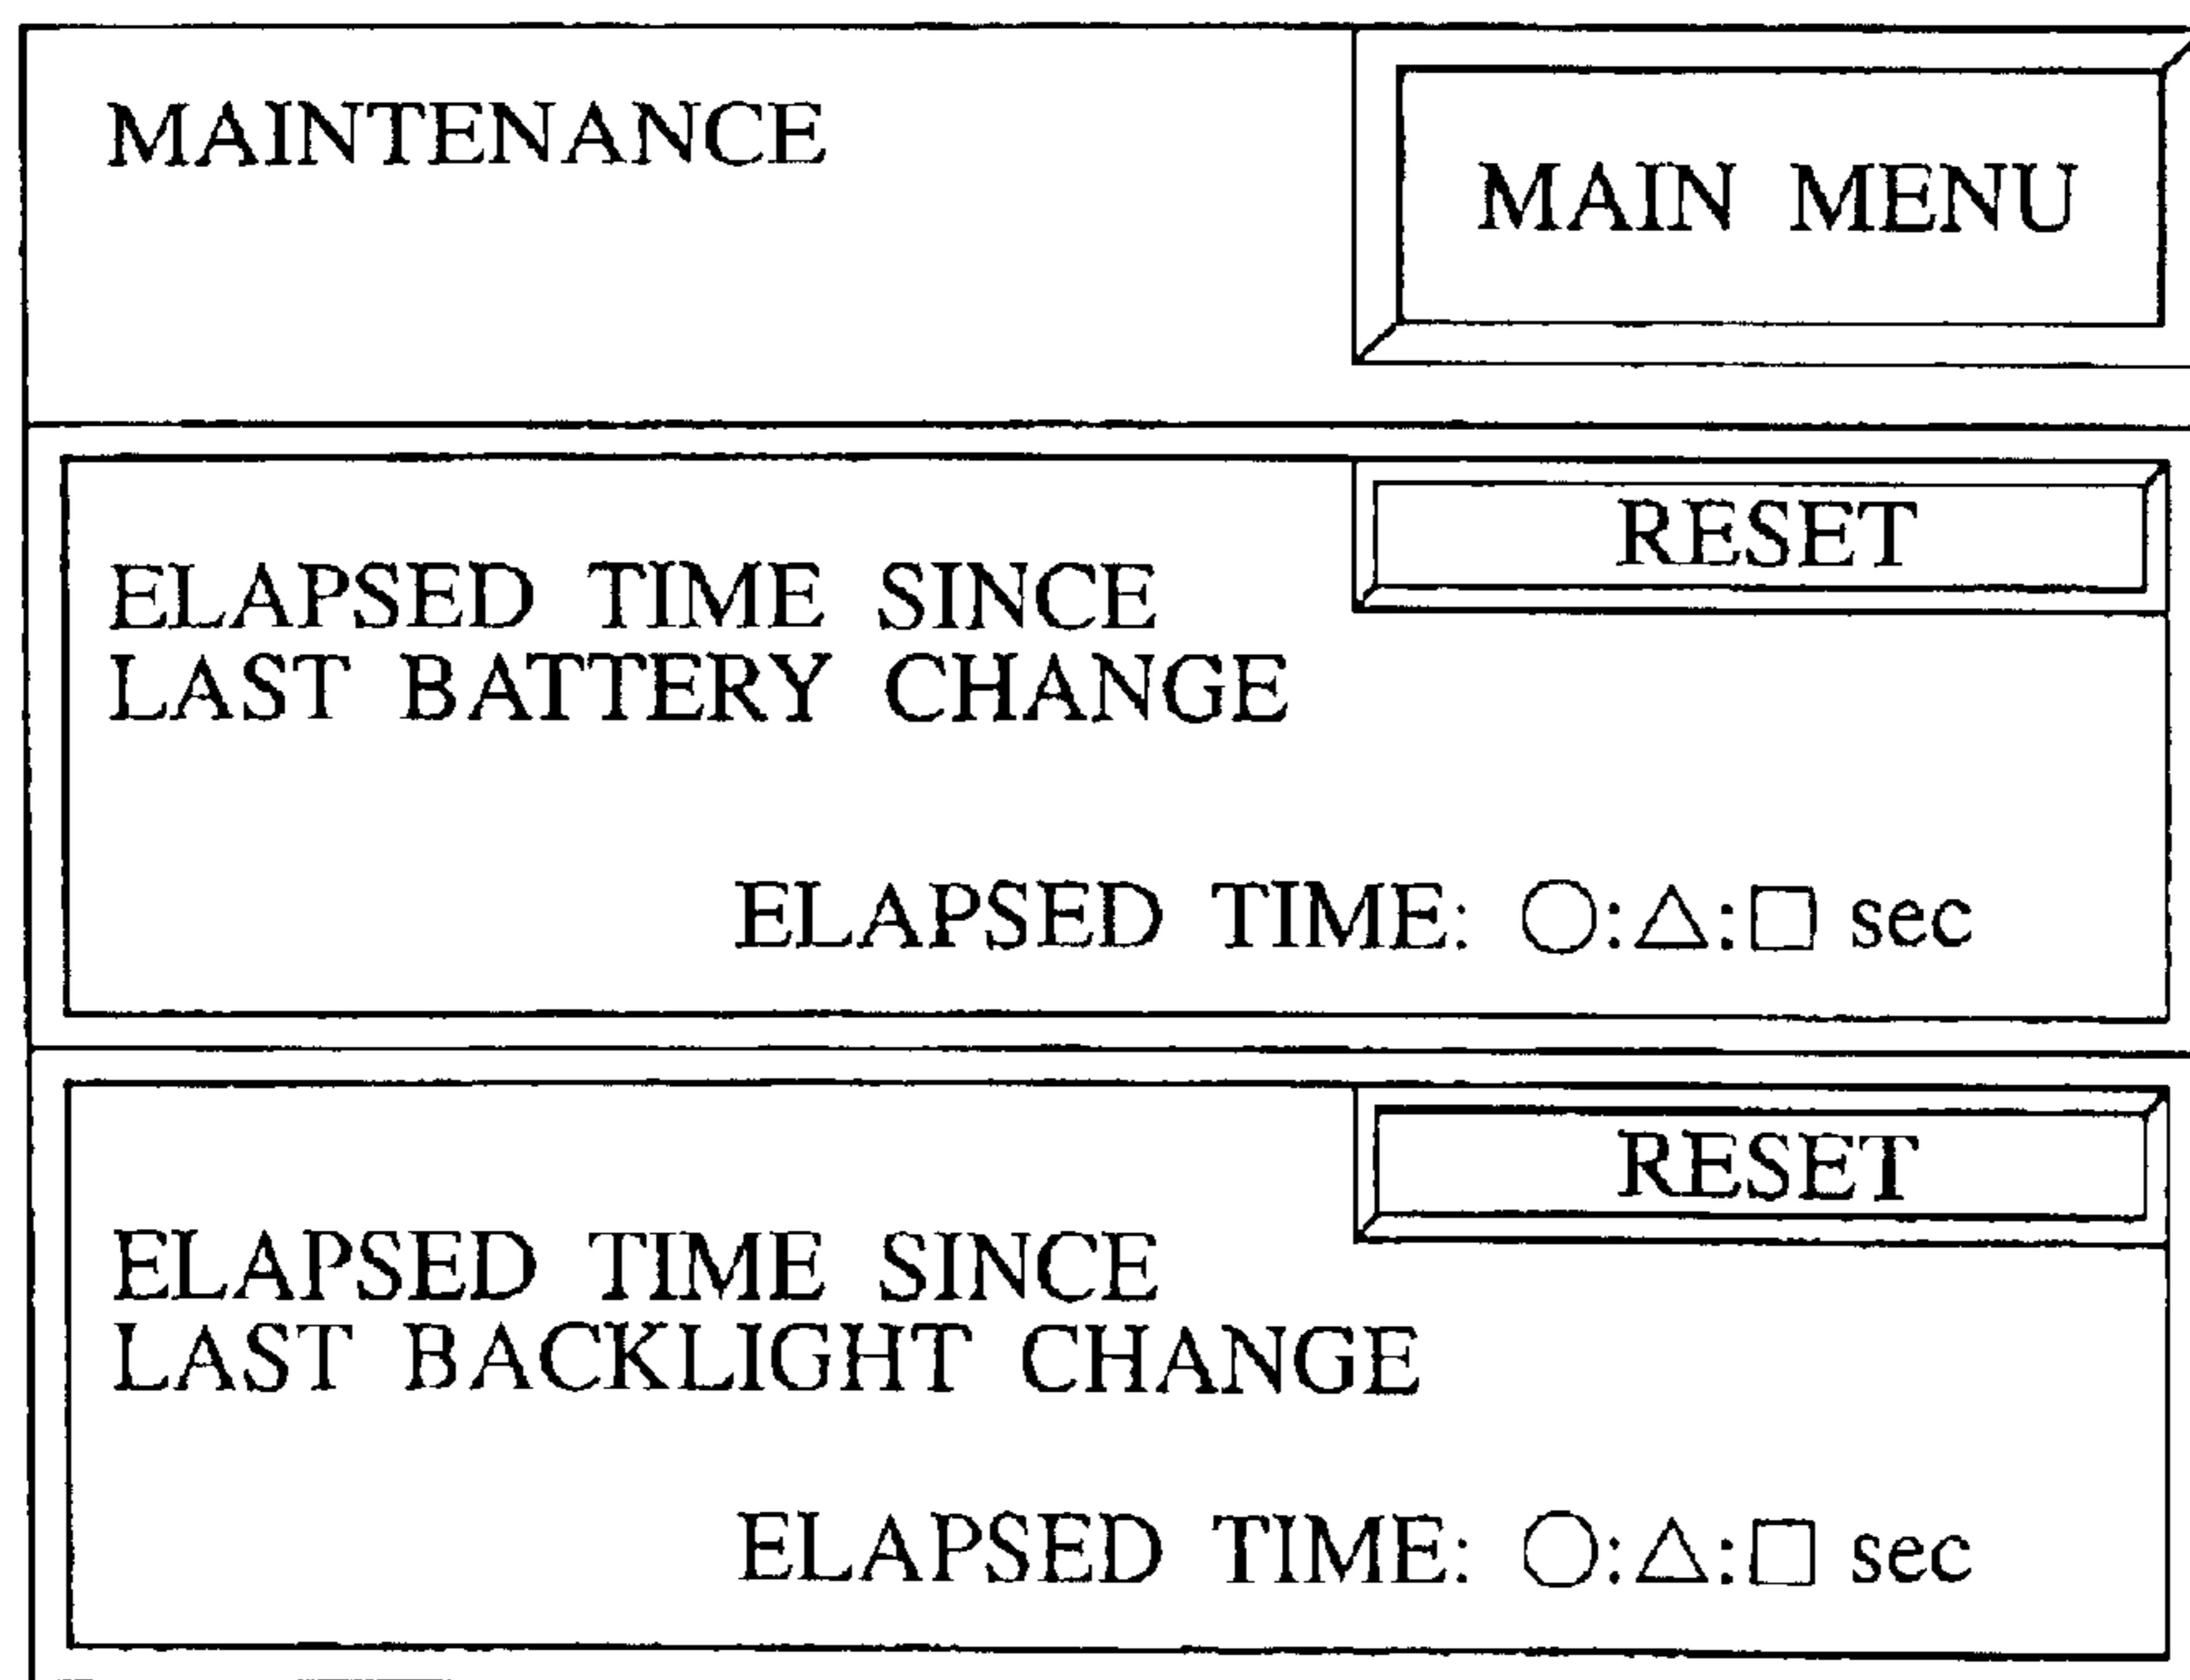 MAINTENANCE
MAIN MENU
RESET
ELAPSED TIME SINCE
LAST BATTERY CHANGE
ELAPSED TIME: ○:△:□ sec
RESET
ELAPSED TIME SINCE
LAST BACKLIGHT CHANGE
ELAPSED TIME: ○:△:□ sec